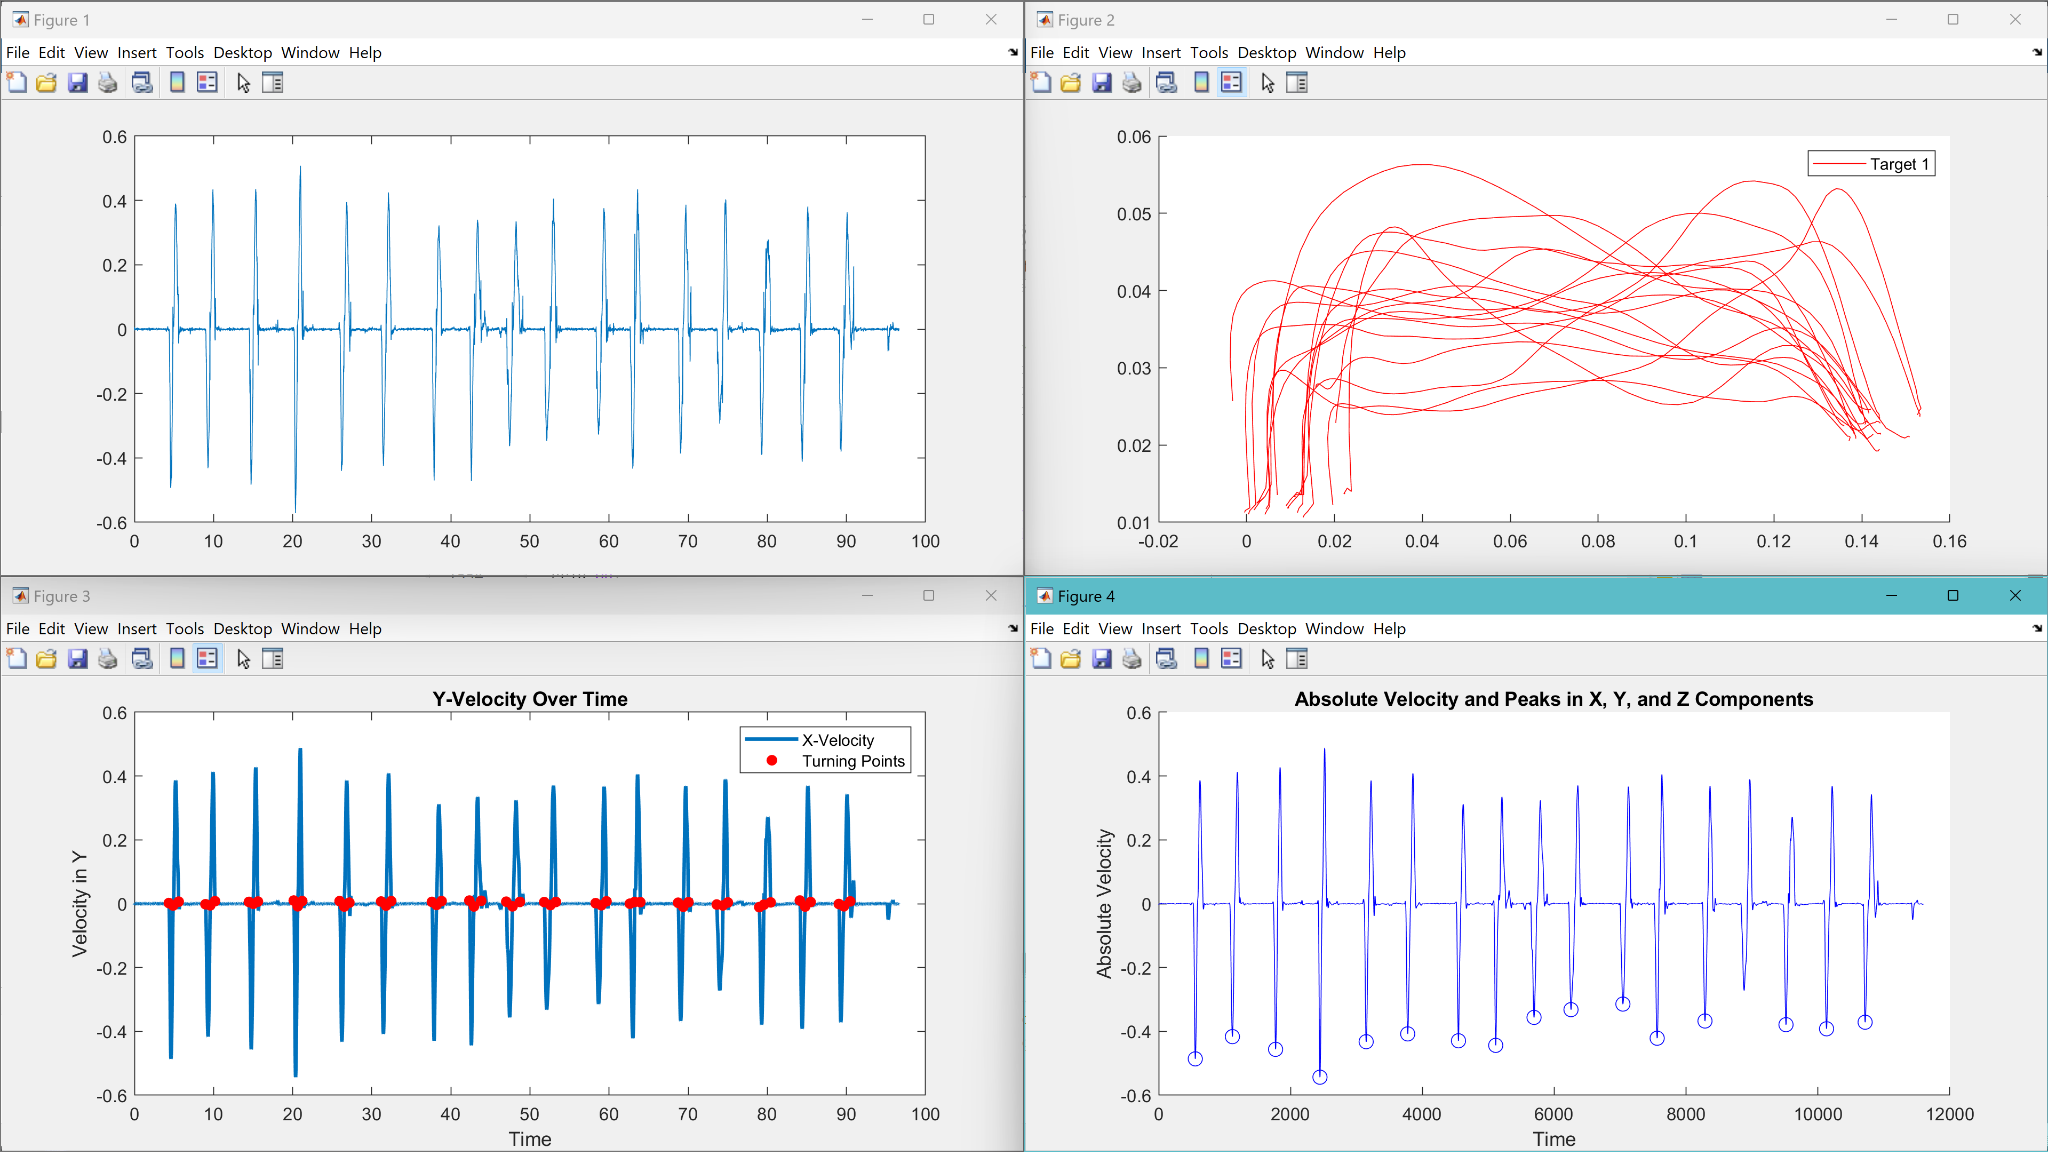 Figure 1
File Edit View Insert Tools Desktop Window Help
0.6
0.4
0.2
0
-0.2
-0.4
-0.6
0 10 20 30 40 50 60 70 80 90 100
Figure 2
File Edit View Insert Tools Desktop Window Help
Target 1
0.06
0.05
0.04
0.03
0.02
0.01
-0.02 0 0.02 0.04 0.06 0.08 0.1 0.12 0.14 0.16
Figure 3
File Edit View Insert Tools Desktop Window Help
Y-Velocity Over Time
X-Velocity
Turning Points
Velocity in Y
0.6
0.4
0.2
0
-0.2
-0.4
-0.6
0 10 20 30 40 50 60 70 80 90 100
Time
Figure 4
File Edit View Insert Tools Desktop Window Help
Absolute Velocity and Peaks in X, Y, and Z Components
Absolute Velocity
0.6
0.4
0.2
0
-0.2
-0.4
-0.6
0 2000 4000 6000 8000 10000 12000
Time